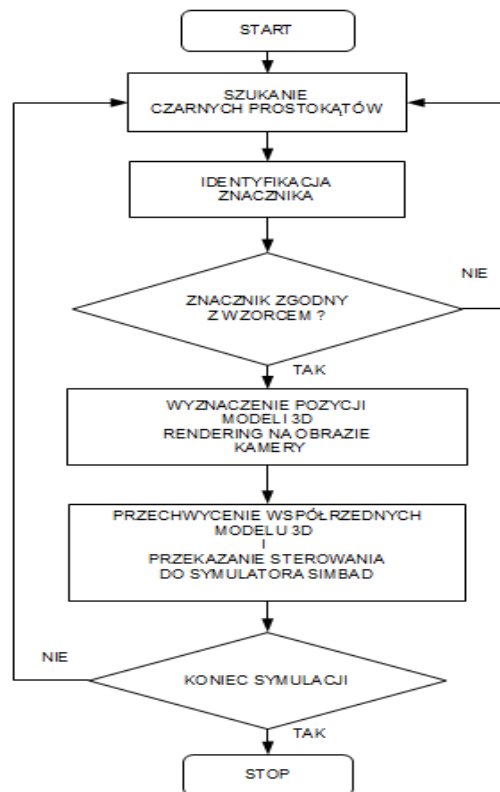 START
SZUKANIE
CZARNYCH PROSTOKĄTÓW
IDENTYFIKACJA
ZNACZNIKA
ZNACZNIK ZGODNY
Z WZORCEM ?
NIE
TAK
WYZNACZENIE POZYCJI
MODELI 3D
RENDERING NA OBRAZIE
KAMERY
PRZECHWYCENIE WSPÓŁRZEDNYCH
MODELU 3D
I
PRZEKAZANIE STEROWANIA
DO SYMULATORA SIMBAD
NIE
KONIEC SYMULACJI
TAK
STOP